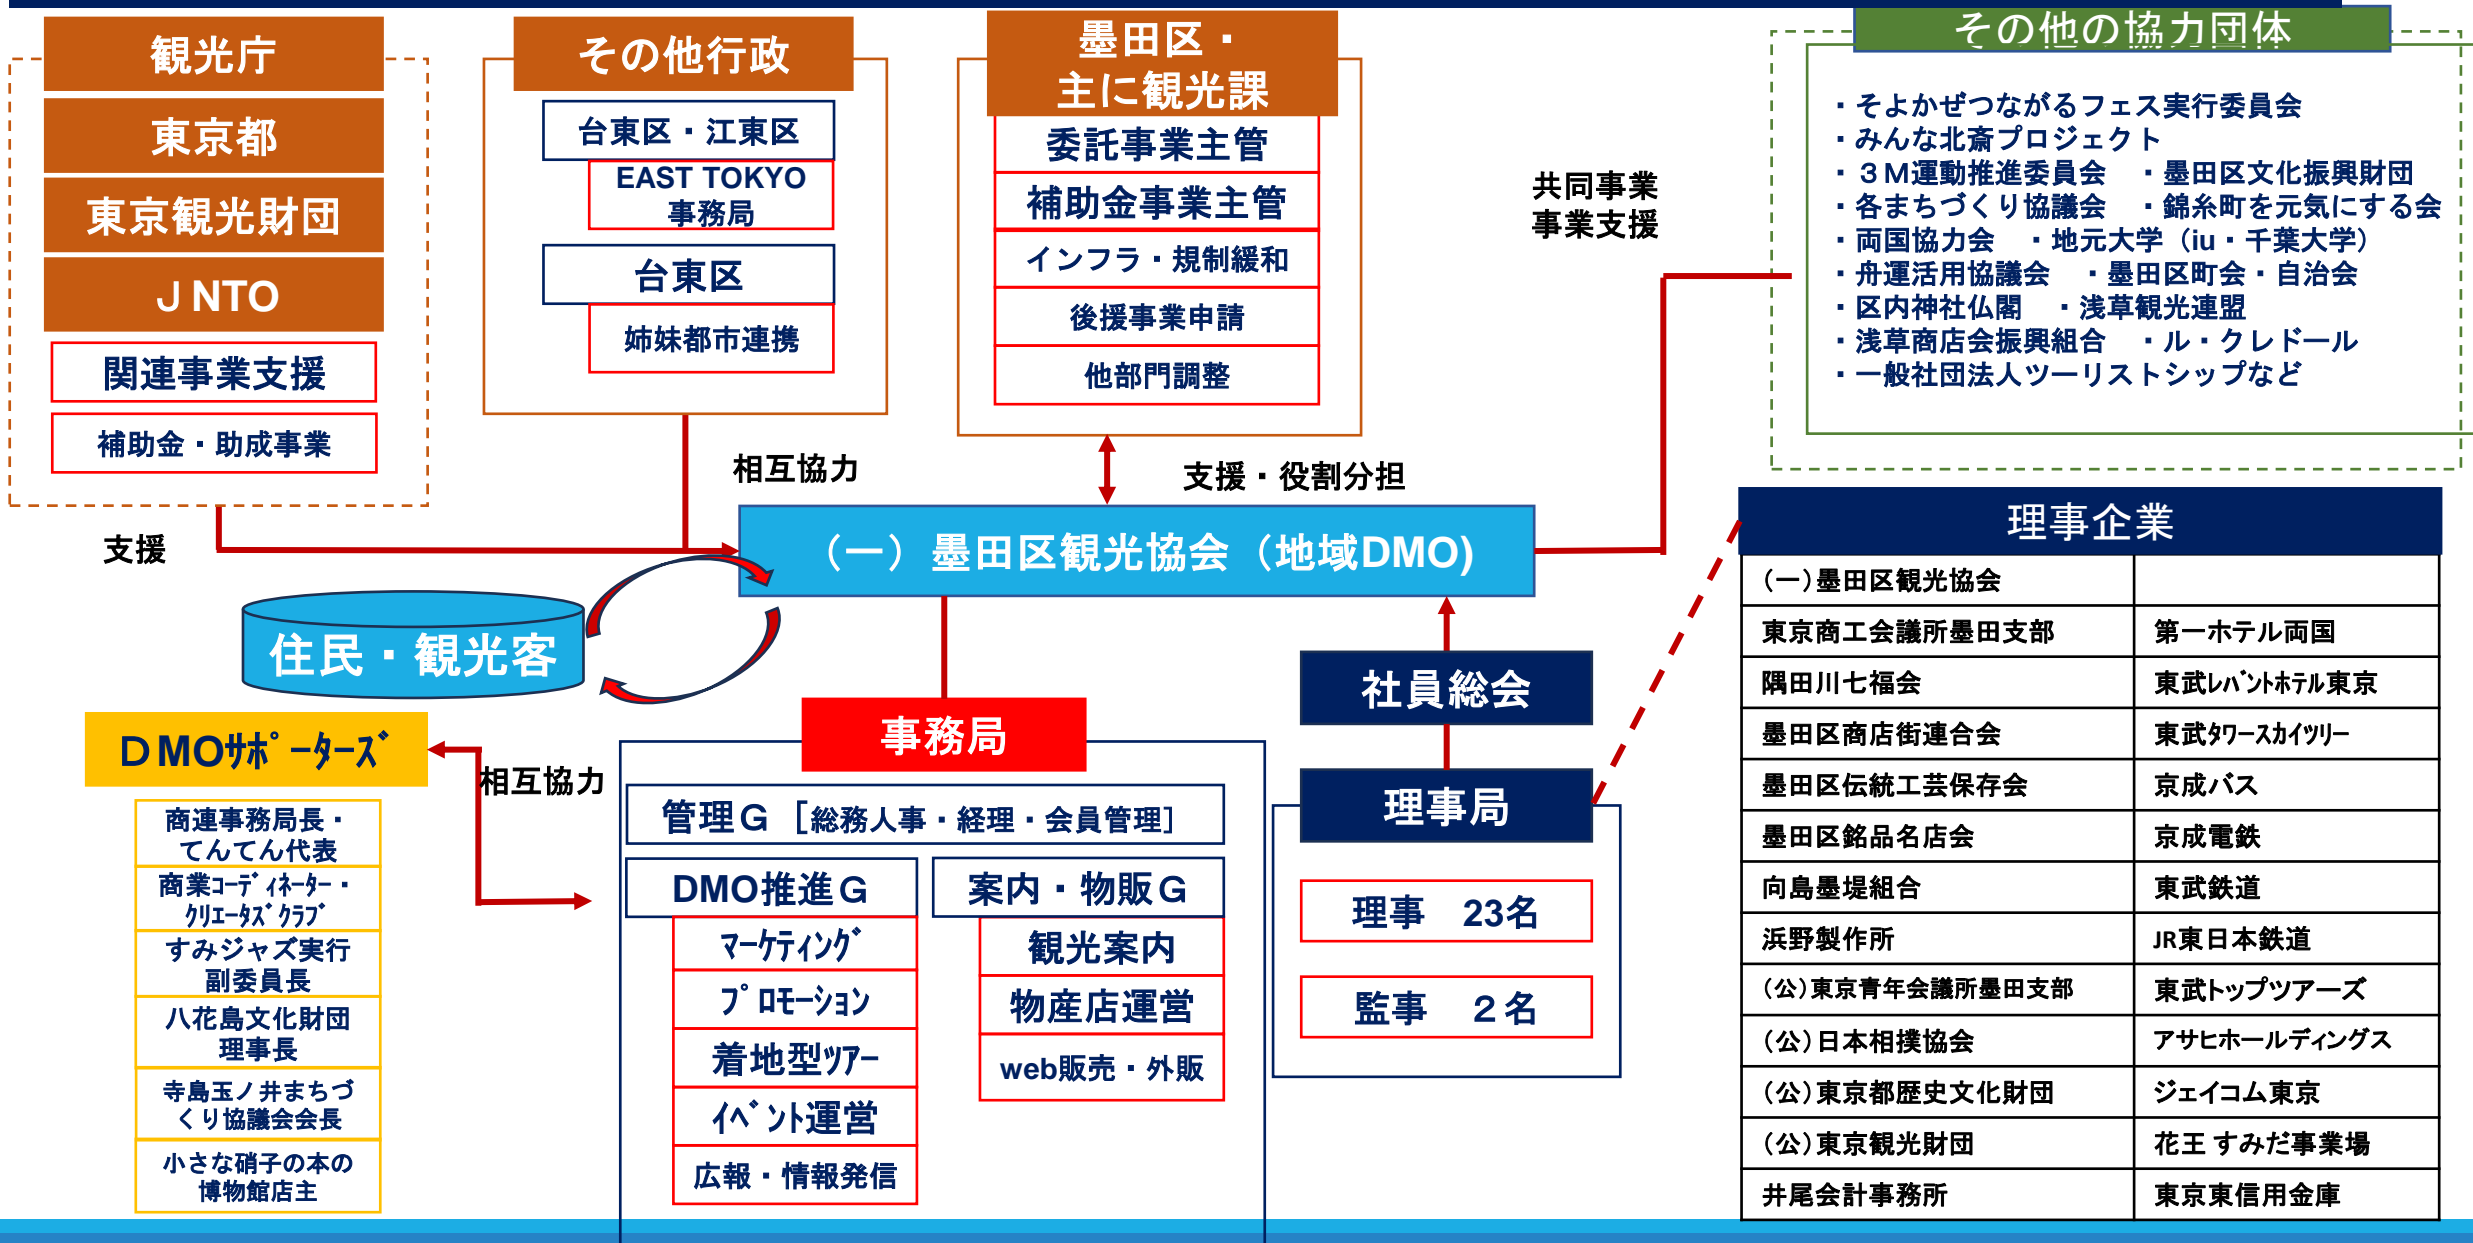 観光庁
東京都
東京観光財団
ＪNTO
関連事業支援
補助金・助成事業
支援
その他行政
台東区・江東区
EAST TOKYO
事務局
台東区
姉妹都市連携
相互協力
墨田区・
主に観光課
委託事業主管
補助金事業主管
インフラ・規制緩和
後援事業申請
他部門調整
支援・役割分担
共同事業
事業支援
その他の協力団体
・そよかぜつながるフェス実行委員会
・みんな北斎プロジェクト
・３Ｍ運動推進委員会　・墨田区文化振興財団
・各まちづくり協議会　・錦糸町を元気にする会
・両国協力会　・地元大学（iu・千葉大学）
・舟運活用協議会　・墨田区町会・自治会
・区内神社仏閣　・浅草観光連盟
・浅草商店会振興組合　・ル・クレドール
・一般社団法人ツーリストシップなど
（一）墨田区観光協会（地域DMO)
住民・観光客
ＤMOｻﾎﾟｰﾀｰｽﾞ
相互協力
商連事務局長・
てんてん代表
商業ｺｰﾃﾞｨﾈｰﾀｰ・
ｸﾘｴｰﾀｽﾞｸﾗﾌﾞ
すみジャズ実行
副委員長
八花島文化財団
理事長
寺島玉ノ井まちづ
くり協議会会長
小さな硝子の本の
博物館店主
事務局
管理Ｇ［総務人事・経理・会員管理］
DMO推進Ｇ
ﾏｰｹﾃｨﾝｸﾞ
ﾌﾟﾛﾓｰｼｮﾝ
着地型ﾂｱｰ
ｲﾍﾞﾝﾄ運営
広報・情報発信
案内・物販Ｇ
観光案内
物産店運営
web販売・外販
社員総会
理事局
理事　23名
監事　２名
理事企業
（一）墨田区観光協会
東京商工会議所墨田支部　第一ホテル両国
隅田川七福会　東武ﾚﾊﾞﾝﾄﾎﾃﾙ東京
墨田区商店街連合会　東武ﾀﾜｰｽｶｲﾂﾘｰ
墨田区伝統工芸保存会　京成バス
墨田区銘品名店会　京成電鉄
向島墨堤組合　東武鉄道
浜野製作所　JR東日本鉄道
（公）東京青年会議所墨田支部　東武トップツアーズ
（公）日本相撲協会　アサヒホールディングス
（公）東京都歴史文化財団　ジェイコム東京
（公）東京観光財団　花王 すみだ事業場
井尾会計事務所　東京東信用金庫